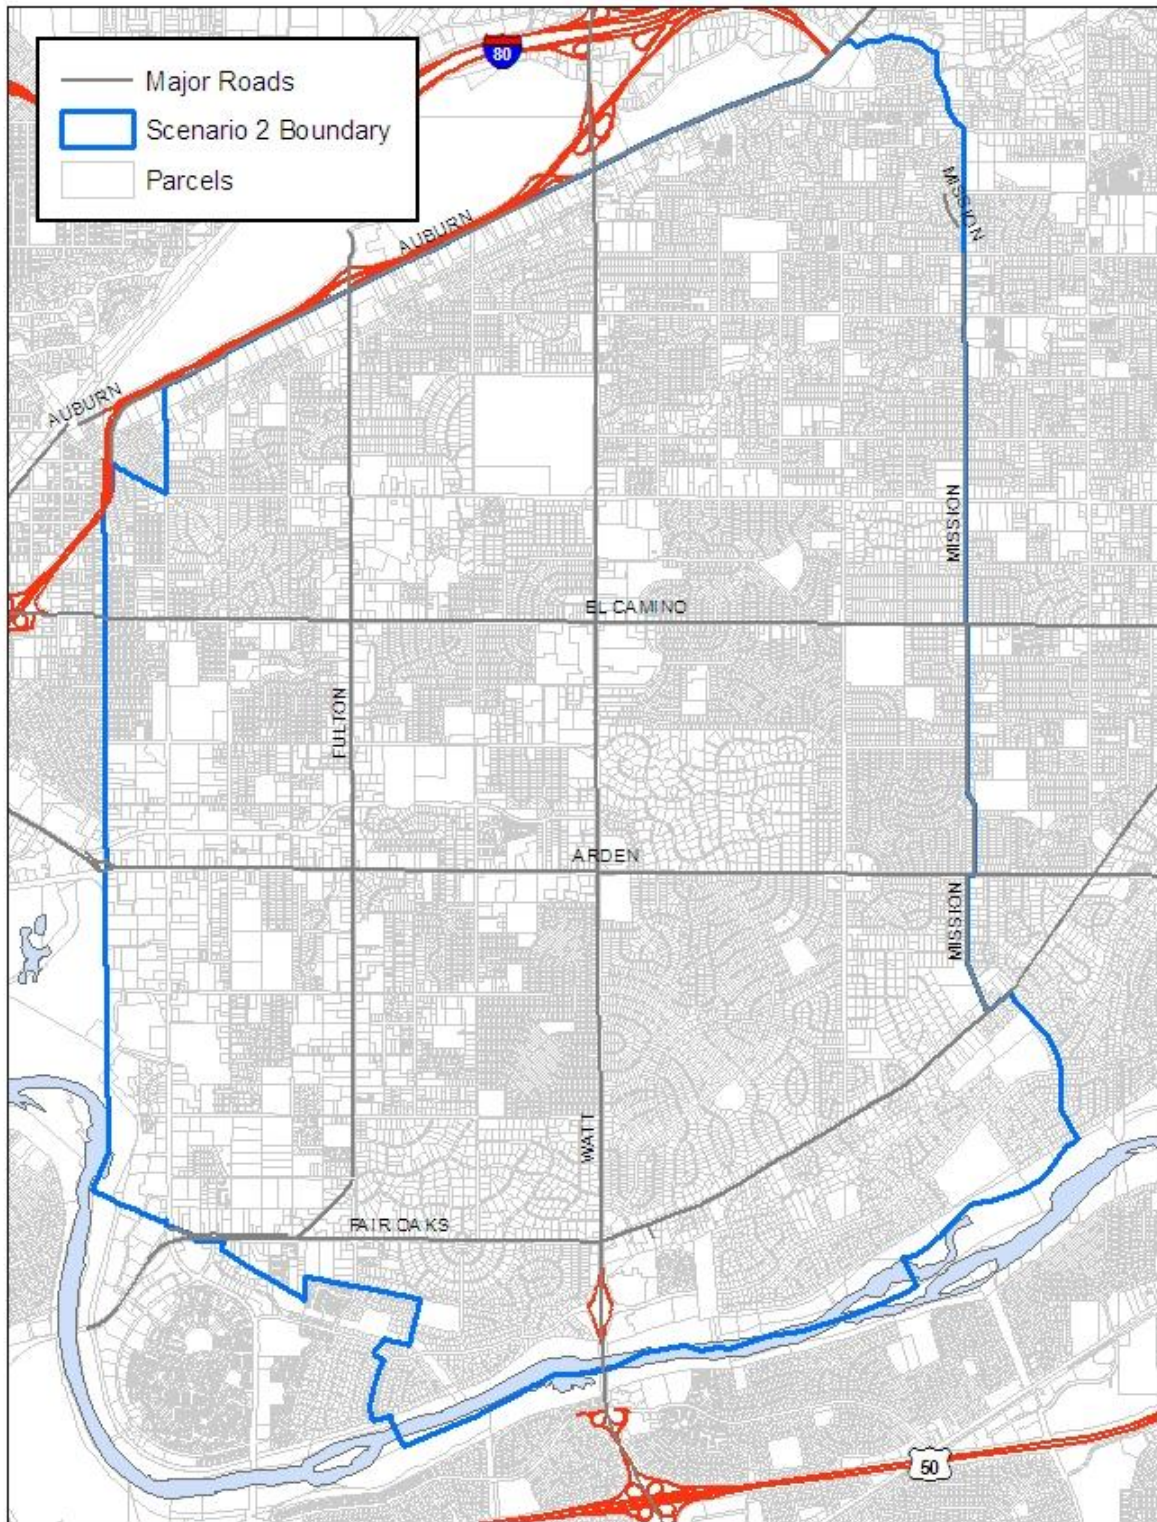 80
Major Roads
Scenario 2 Boundary
Parcels
MISSION
AUBURN
AUBURN
MISSION
EL CAMINO
FULTON
ARDEN
MISSION
WATT
FAIR OAKS
50